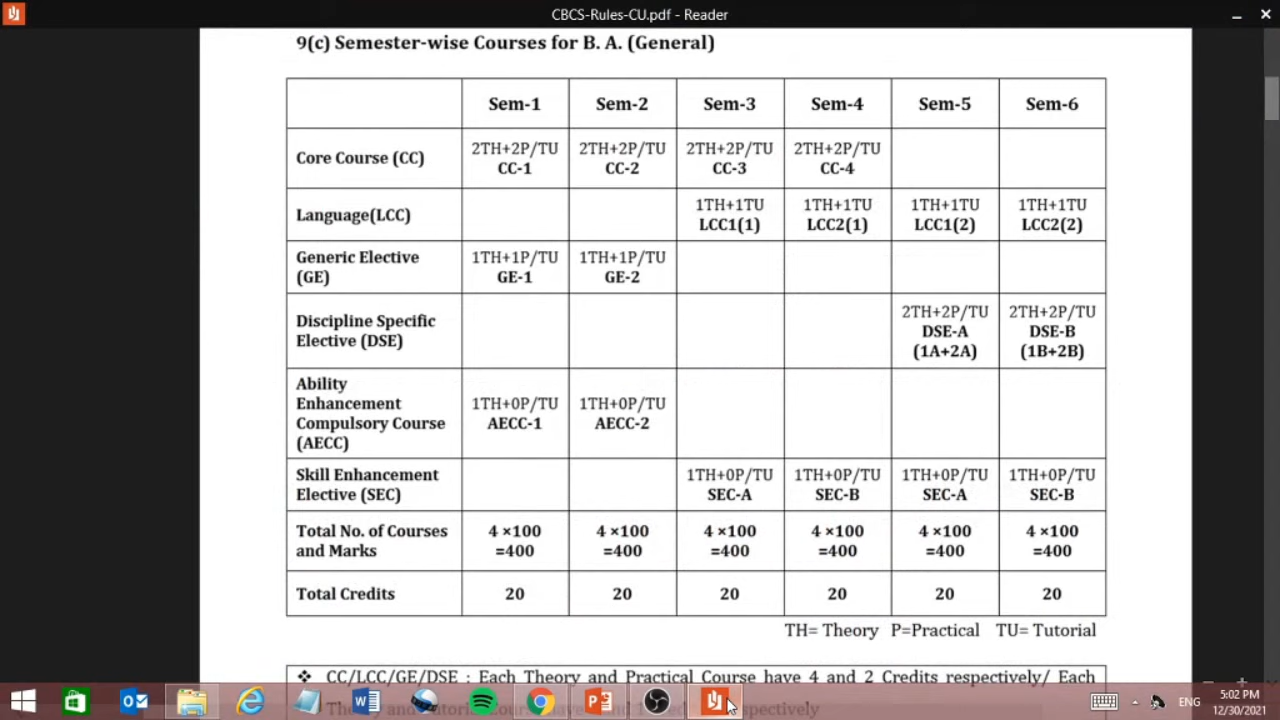 CBCS-Rules-CU.pdf - Reader
9(c) Semester-wise Courses for B. A. (General)
Sem-1 Sem-2 Sem-3 Sem-4 Sem-5 Sem-6
Core Course (CC)
2TH+2P/TU 2TH+2P/TU 2TH+2P/TU 2TH+2P/TU
CC-1 CC-2 CC-3 CC-4
Language(LCC)
1TH+1TU 1TH+1TU 1TH+1TU 1TH+1TU
LCC1(1) LCC2(1) LCC1(2) LCC2(2)
Generic Elective
(GE)
1TH+1P/TU 1TH+1P/TU
GE-1 GE-2
Discipline Specific
Elective (DSE)
2TH+2P/TU 2TH+2P/TU
DSE-A DSE-B
(1A+2A) (1B+2B)
Ability
Enhancement
Compulsory Course
(AECC)
1TH+0P/TU 1TH+0P/TU
AECC-1 AECC-2
Skill Enhancement
Elective (SEC)
1TH+0P/TU 1TH+0P/TU 1TH+0P/TU 1TH+0P/TU
SEC-A SEC-B SEC-A SEC-B
Total No. of Courses
and Marks
4 ×100 4 ×100 4 ×100 4 ×100 4 ×100 4 ×100
=400 =400 =400 =400 =400 =400
Total Credits 20 20 20 20 20 20
TH= Theory P=Practical TU= Tutorial
❖ CC/LCC/GE/DSE : Each Theory and Practical Course have 4 and 2 Credits respectively/ Each
ENG
5:02 PM
12/30/2021